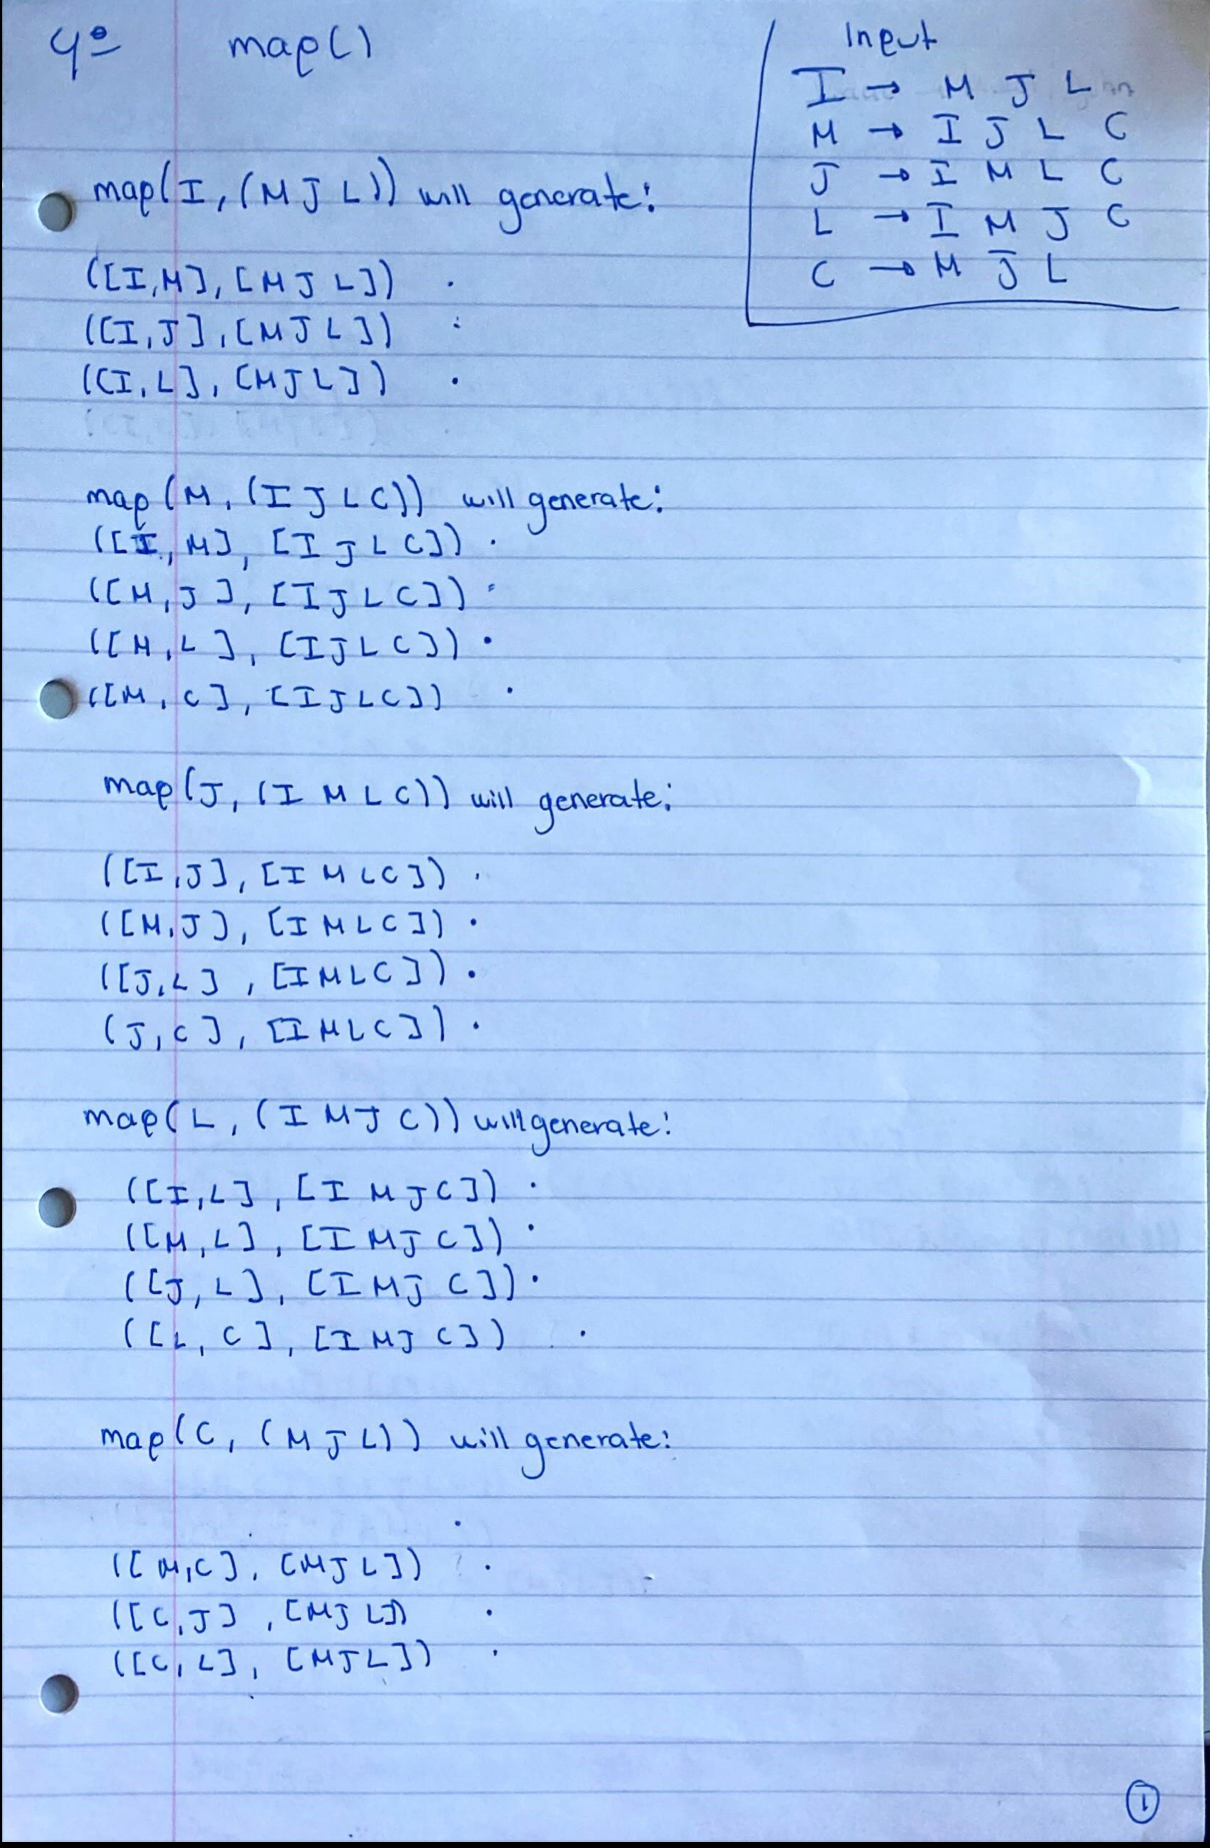 4º map()
Input
I → M J L
M → I J L C
J → I M L C
L → I M J C
C → M J L
map(I, (M J L)) will generate:
([I,M], [M J L]) .
([I,J], [M J L]) :
([I,L], [M J L]) .
map (M, (I J L C)) will generate:
([I, M], [I J L C]) .
([M, J], [I J L C]) .
([M, L], [I J L C]) .
([M, C], [I J L C]) .
map (J, (I M L C)) will generate:
([I, J], [I M L C]) .
([M, J], [I M L C]) .
([J, L], [I M L C]) .
(J, C], [I M L C]) .
map(L, (I M J C)) will generate:
([I, L], [I M J C]) .
([M, L], [I M J C]) .
([J, L], [I M J C]) .
([L, C], [I M J C]) .
map(C, (M J L)) will generate:
([M,C], [M J L]) .
([C, J], [M J L]) .
([C, L], [M J L]) .
1